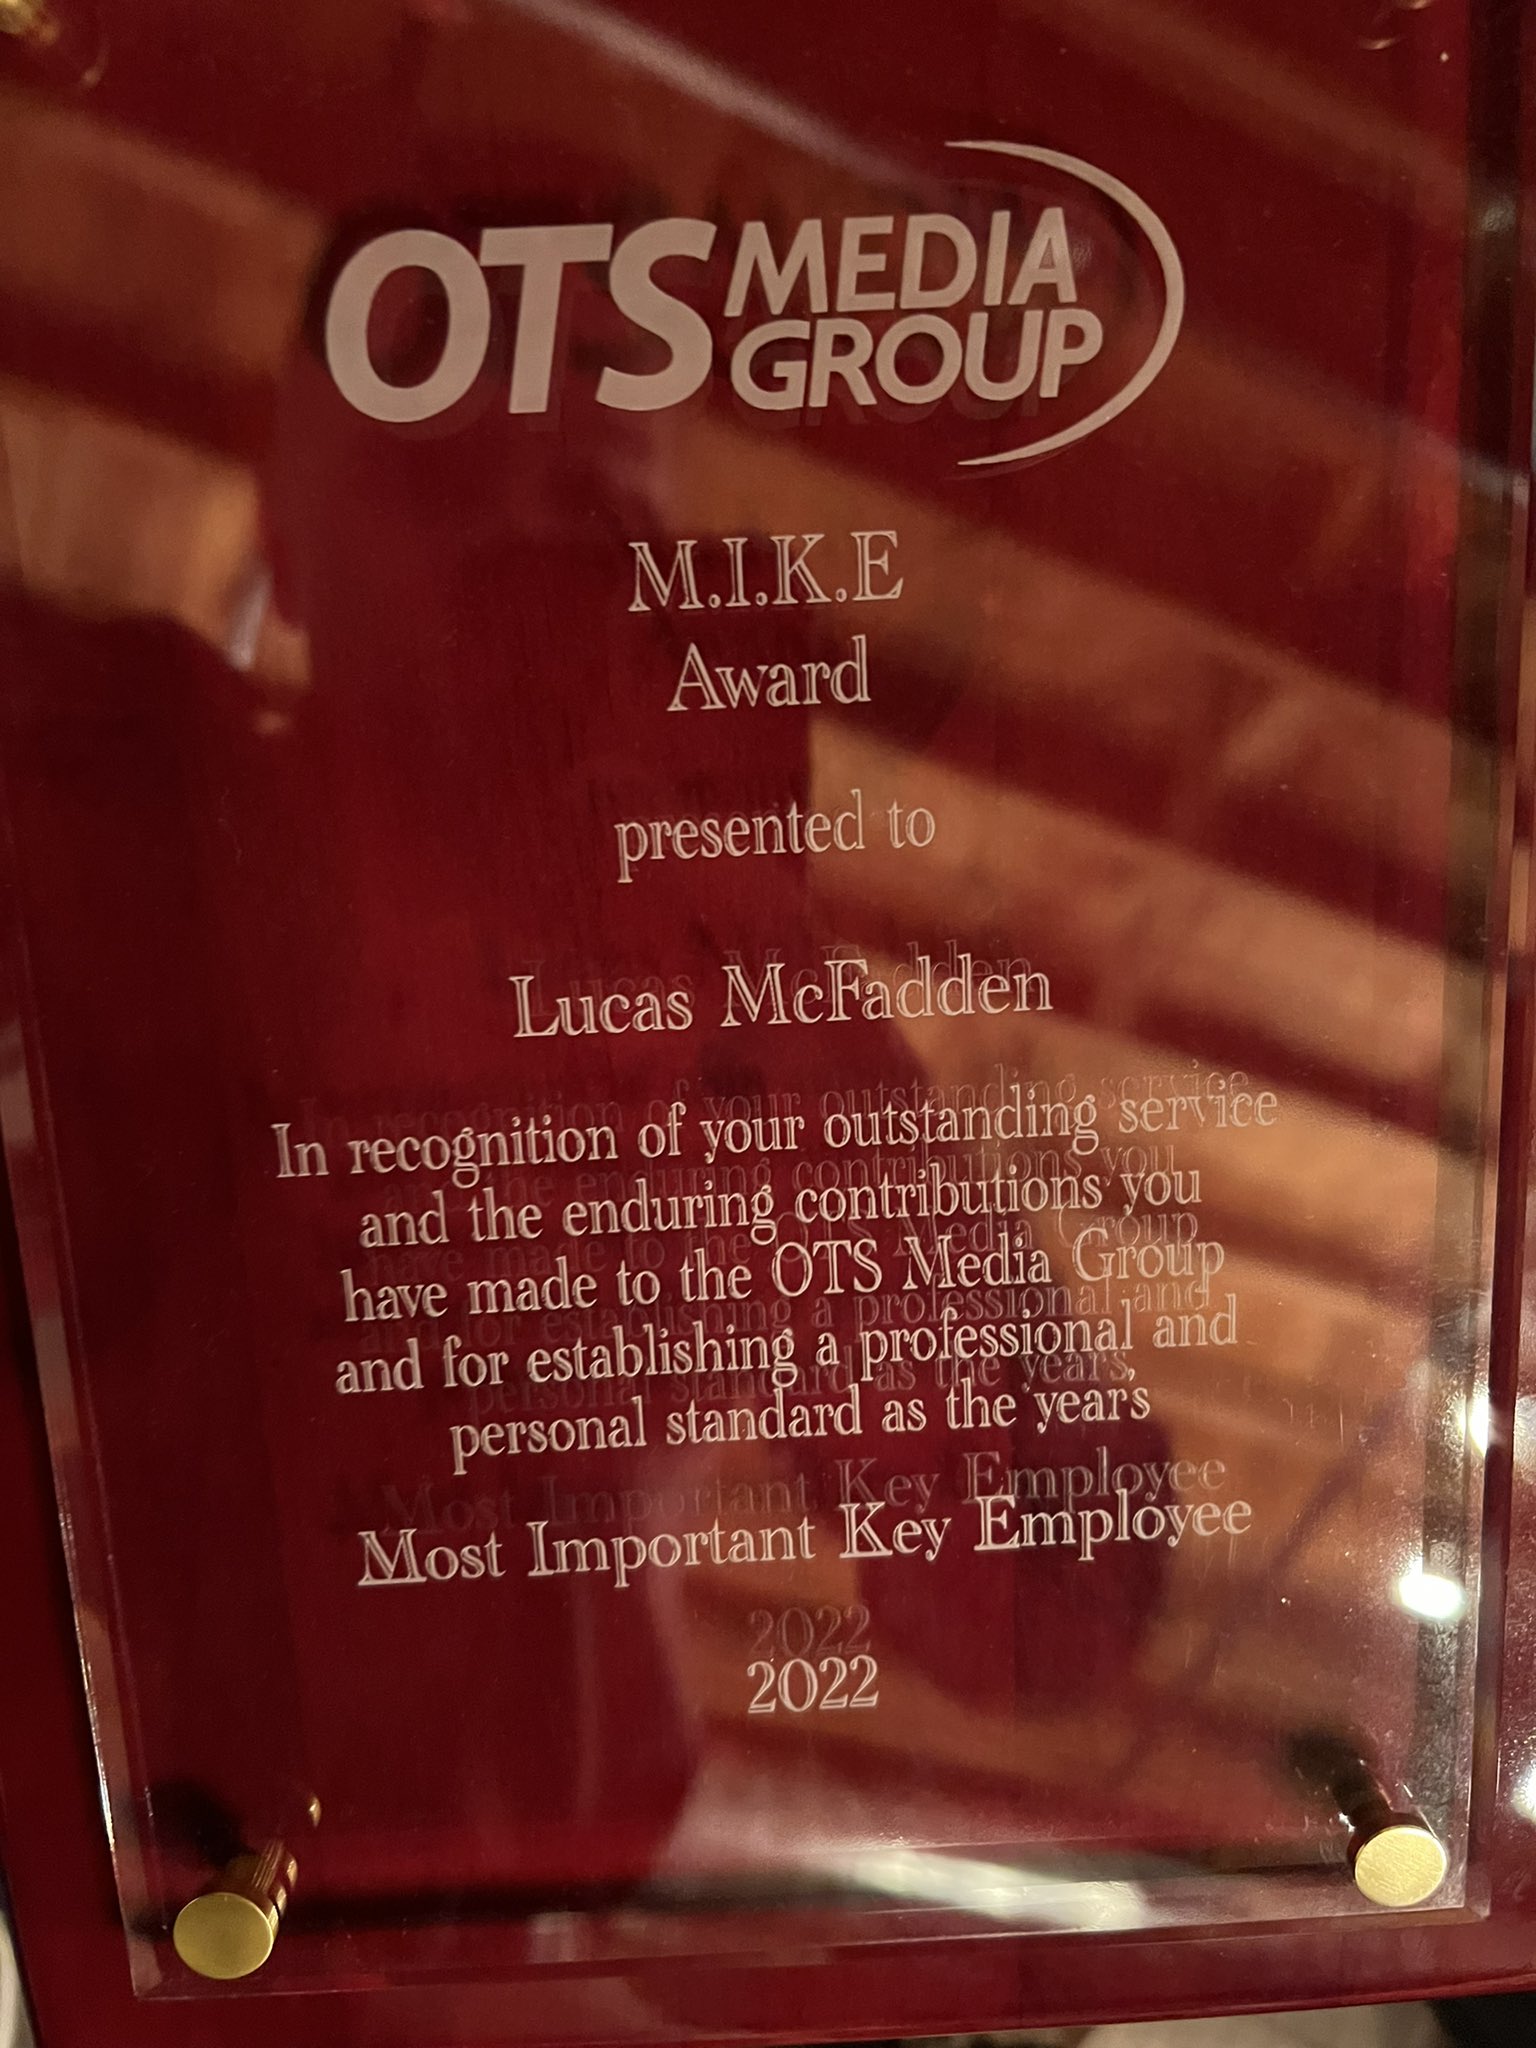 OTS MEDIA GROUP
M.I.K.E
Award
presented to
Lucas McFadden
In recognition of your outstanding service
and the enduring contributions you
have made to the OTS Media Group
and for establishing a professional and
personal standard as the years
Most Important Key Employee
2022